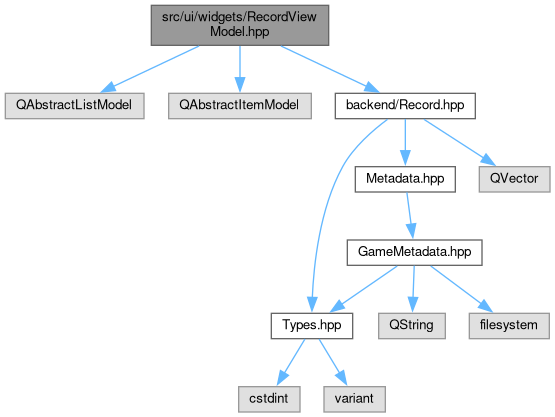 src/ui/widgets/RecordView
Model.hpp
QAbstractListModel
QAbstractItemModel
backend/Record.hpp
Metadata.hpp
QVector
GameMetadata.hpp
Types.hpp
QString
filesystem
cstdint
variant